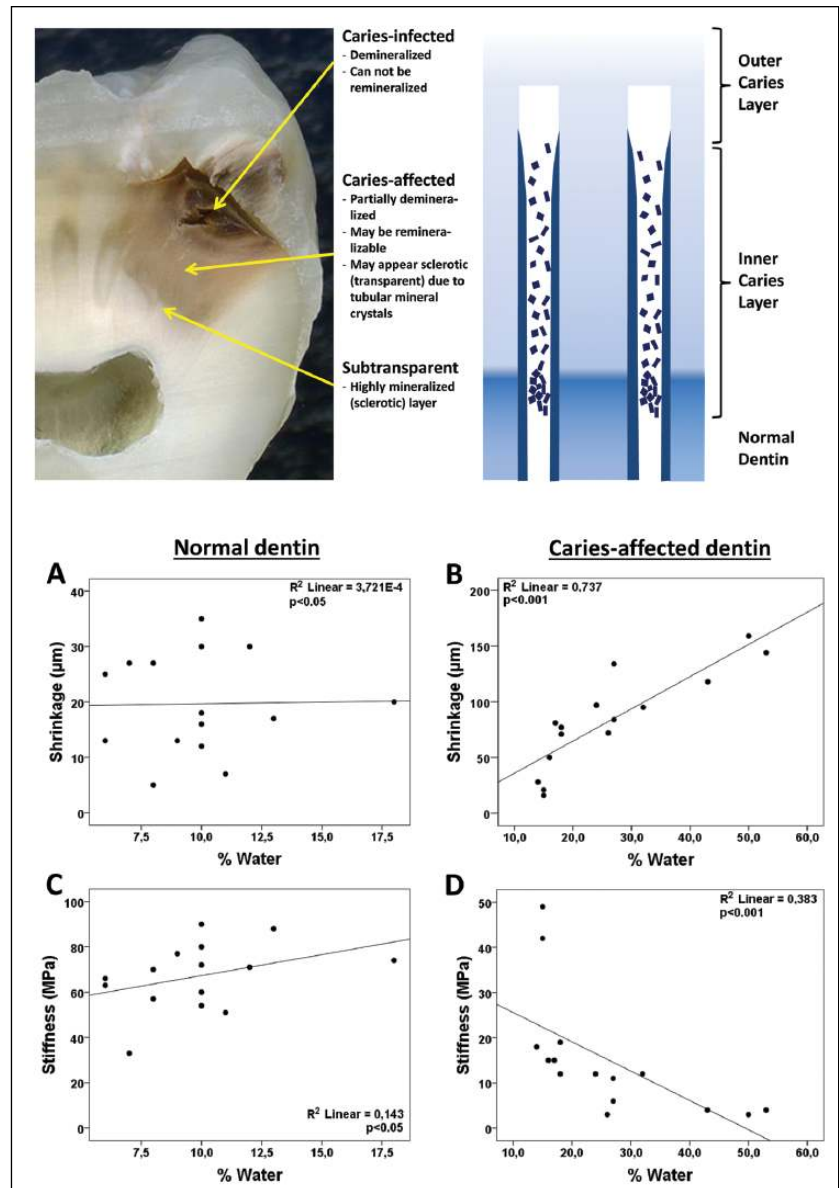 Caries-infected
- Demineralized
- Can not be
remineralized
Caries-affected
- Partially deminera-
lized
- May be reminera-
lizable
- May appear sclerotic
(transparent) due to
tubular mineral
crystals
Subtransparent
- Highly mineralized
(sclerotic) layer
Outer
Caries
Layer
Inner
Caries
Layer
Normal
Dentin
Normal dentin
A
R² Linear = 3,721E-4
p<0.05
Shrinkage (µm)
40
30
20
10
0
7,5 10,0 12,5 15,0 17,5
% Water
Caries-affected dentin
B
R² Linear = 0,737
p<0.001
Shrinkage (µm)
200
150
100
50
0
10,0 20,0 30,0 40,0 50,0 60,0
% Water
C
Stiffness (MPa)
100
80
60
40
20
0
R² Linear = 0,143
p<0.05
7,5 10,0 12,5 15,0 17,5
% Water
D
R² Linear = 0,383
p<0.001
Stiffness (MPa)
50
40
30
20
10
0
10,0 20,0 30,0 40,0 50,0 60,0
% Water